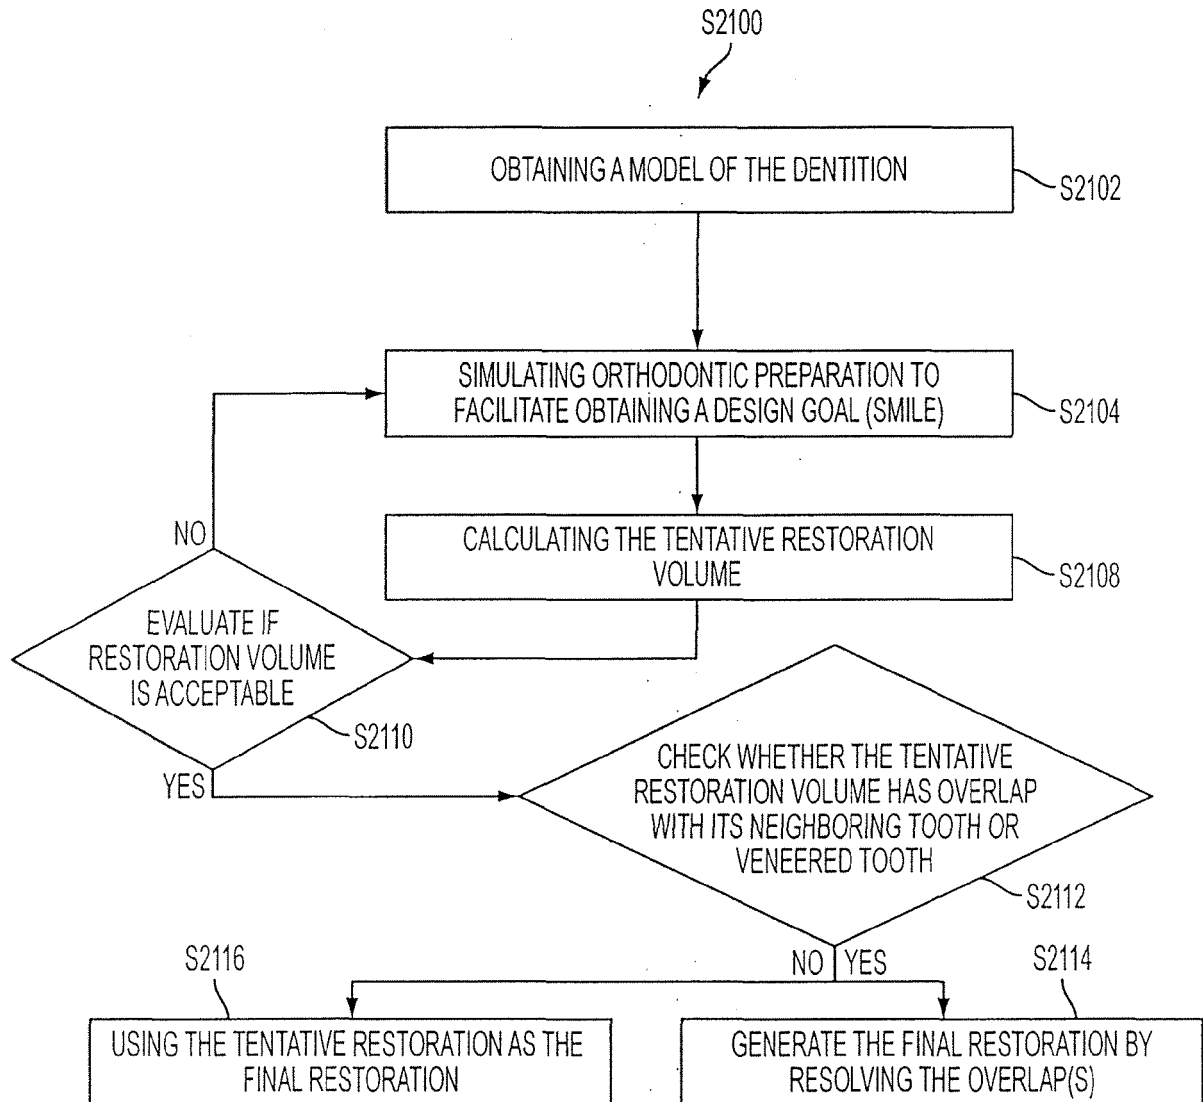 S2100
OBTAINING A MODEL OF THE DENTITION
S2102
SIMULATING ORTHODONTIC PREPARATION TO
FACILITATE OBTAINING A DESIGN GOAL (SMILE)
S2104
CALCULATING THE TENTATIVE RESTORATION
VOLUME
S2108
NO
EVALUATE IF
RESTORATION VOLUME
IS ACCEPTABLE
S2110
YES
CHECK WHETHER THE TENTATIVE
RESTORATION VOLUME HAS OVERLAP
WITH ITS NEIGHBORING TOOTH OR
VENEERED TOOTH
S2112
NO
YES
S2116
USING THE TENTATIVE RESTORATION AS THE
FINAL RESTORATION
S2114
GENERATE THE FINAL RESTORATION BY
RESOLVING THE OVERLAP(S)